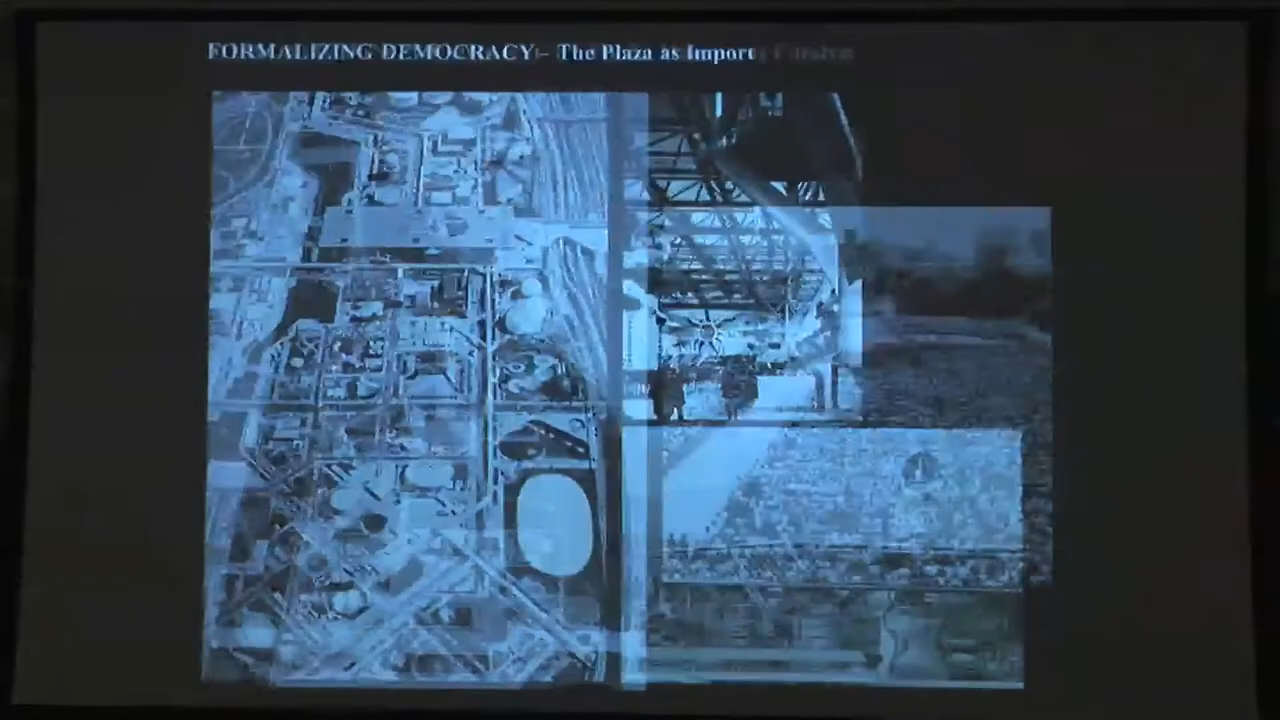 FORMALIZING DEMOCRACY – The Plaza as Import